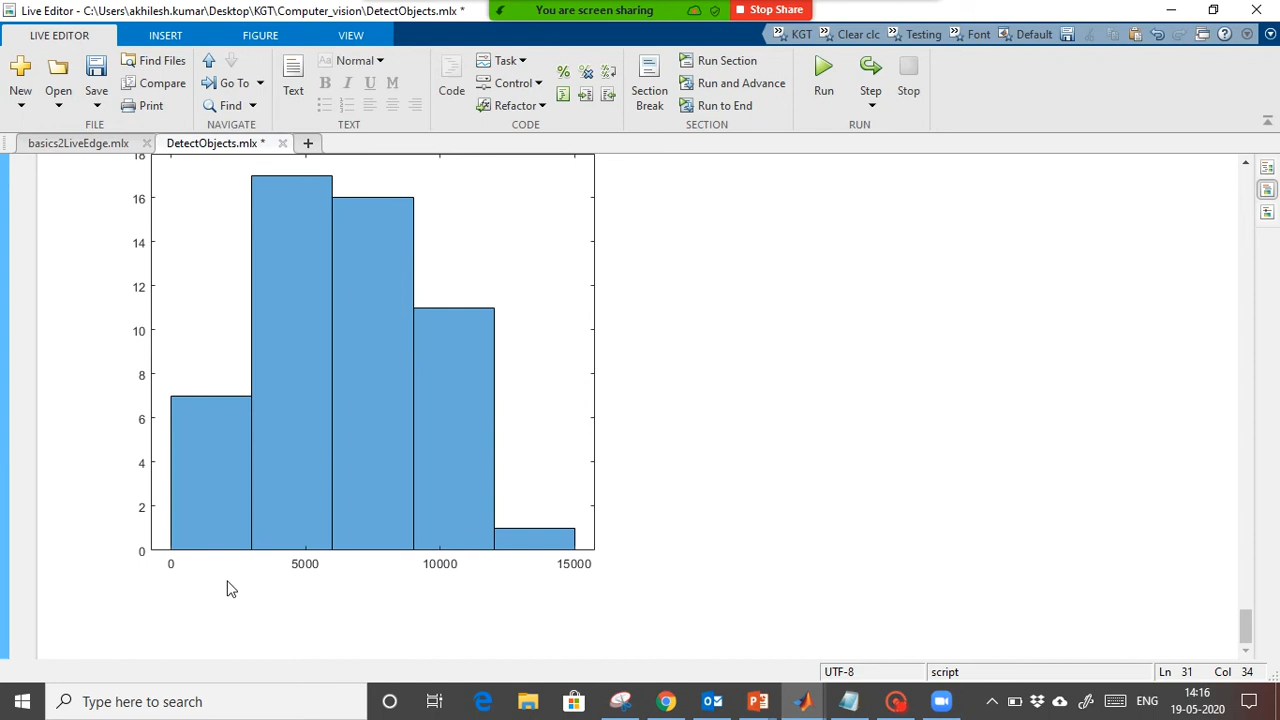 Live Editor - C:\Users\akhilesh.kumar\Desktop\KGT\Computer_vision\DetectObjects.mlx *
You are screen sharing
Stop Share
LIVE EDITOR
INSERT
FIGURE
VIEW
KGT
Clear clc
Testing
Font
Default
New
Open
Save
Find Files
Compare
Print
Go To
Find
Text
Aa Normal
B I U M
Code
Task
Control
Refactor
Section Break
Run Section
Run and Advance
Run to End
Run
Step
Stop
FILE
NAVIGATE
TEXT
CODE
SECTION
RUN
basics2LiveEdge.mlx
DetectObjects.mlx *
18
16
14
12
10
8
6
4
2
0
0
5000
10000
15000
UTF-8
script
Ln 31 Col 34
Type here to search
ENG
14:16
19-05-2020